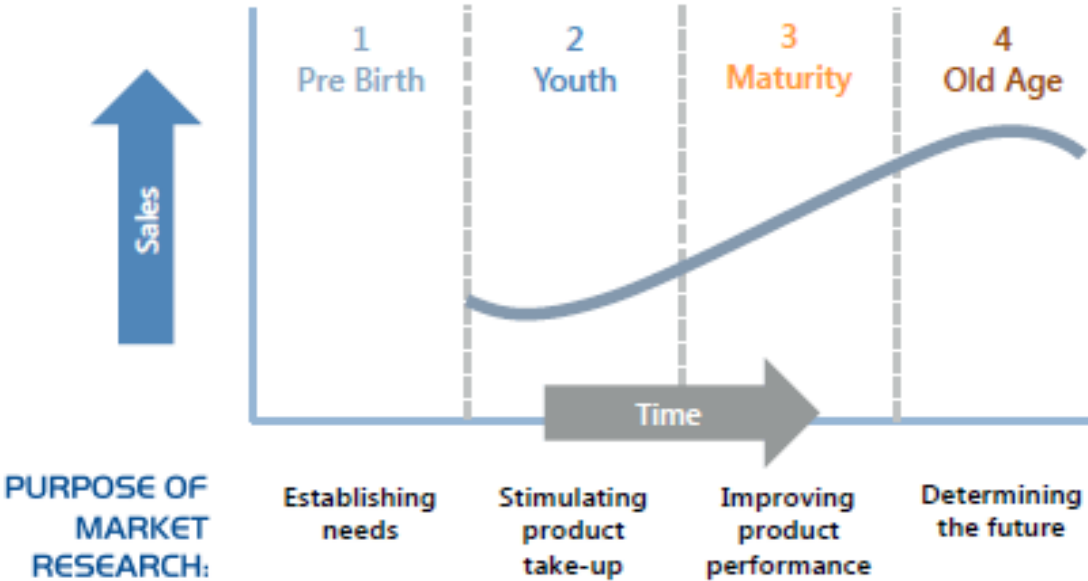 1
Pre Birth
2
Youth
3
Maturity
4
Old Age
Sales
Time
PURPOSE OF
MARKET
RESEARCH:
Establishing
needs
Stimulating
product
take-up
Improving
product
performance
Determining
the future